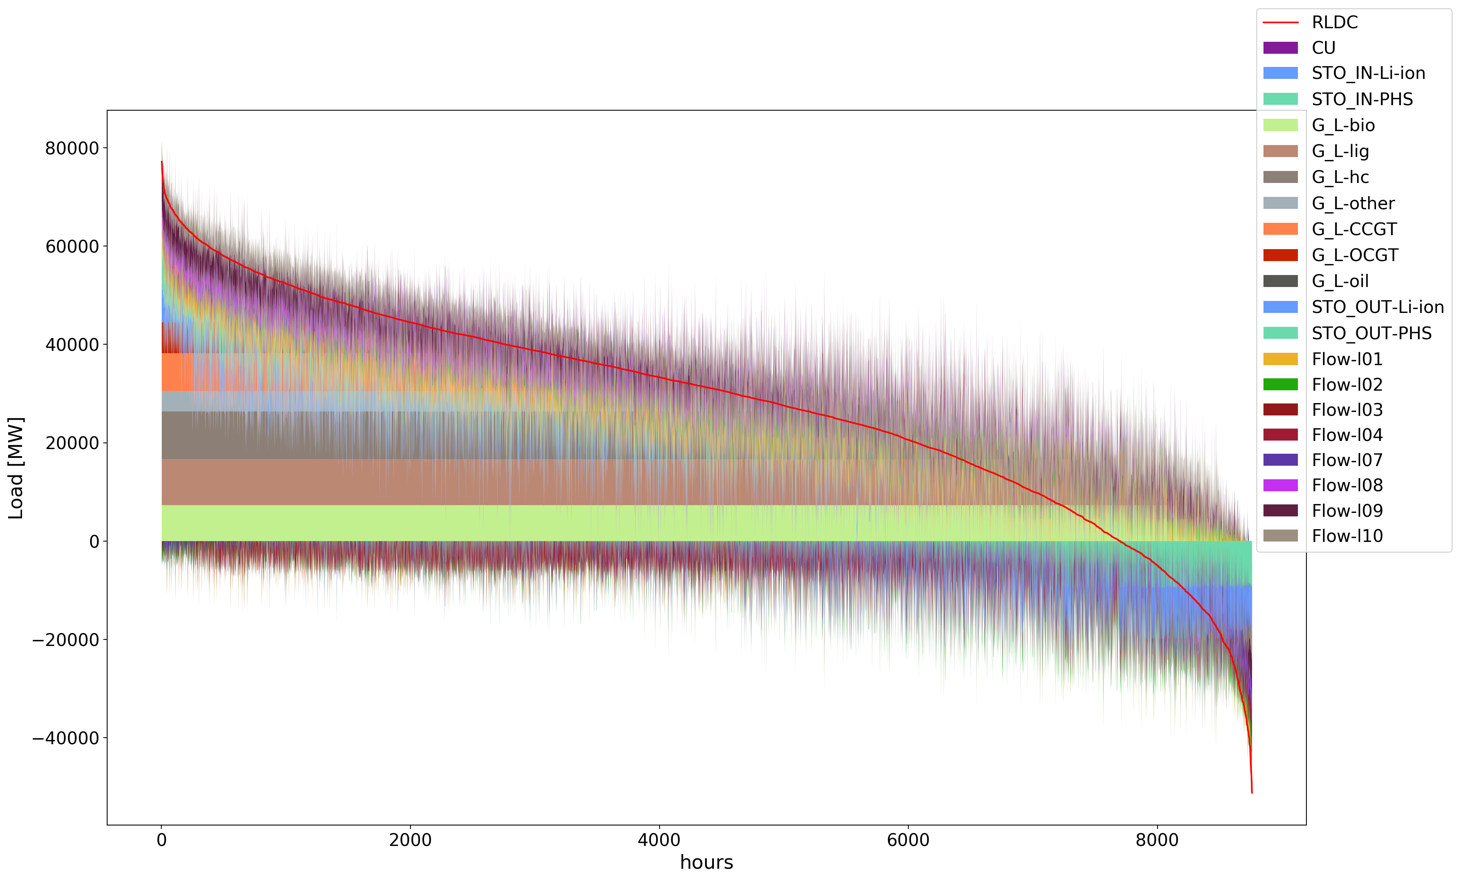 RLDC
CU
STO_IN-Li-ion
STO_IN-PHS
G_L-bio
G_L-lig
G_L-hc
G_L-other
G_L-CCGT
G_L-OCGT
G_L-oil
STO_OUT-Li-ion
STO_OUT-PHS
Flow-l01
Flow-l02
Flow-l03
Flow-l04
Flow-l07
Flow-l08
Flow-l09
Flow-l10
80000
60000
40000
20000
0
−20000
−40000
Load [MW]
0 2000 4000 6000 8000
hours